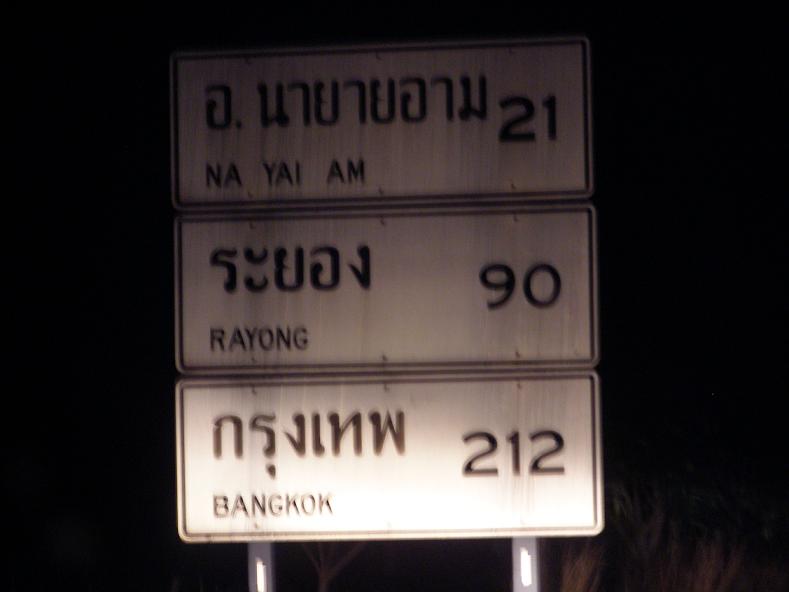 อ. นายายอาม 21
NA YAI AM
ระยอง 90
RAYONG
กรุงเทพ 212
BANGKOK